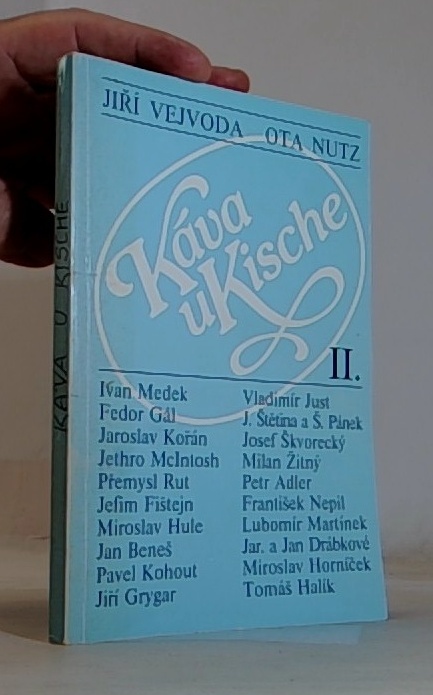 JIŘÍ VEJVODA OTA NUTZ
Káva
u Kische
II.
Ivan Medek
Fedor Gál
Jaroslav Kořán
Jethro McIntosh
Přemysl Rut
Jefim Fištejn
Miroslav Hule
Jan Beneš
Pavel Kohout
Jiří Grygar
Vladimír Just
J. Štětina a Š. Pánek
Josef Škvorecký
Milan Žitný
Petr Adler
František Nepil
Lubomír Martínek
Jar. a Jan Drábkové
Miroslav Horníček
Tomáš Halík
KÁVA U KISCHE